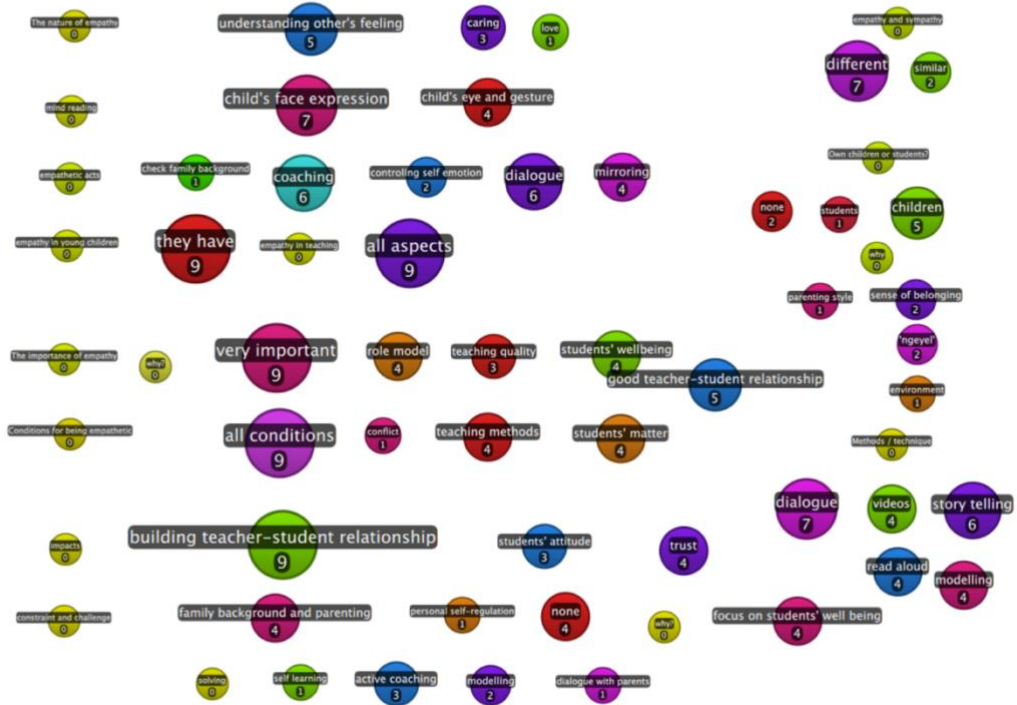 The nature of empathy
0
understanding other's feeling
5
caring
3
love
1
empathy and sympathy
0
different
7
similar
2
mind reading
0
child's face expression
7
child's eye and gesture
4
Own children or students?
0
empathetic acts
0
check family background
1
coaching
6
controling self emotion
2
dialogue
6
mirroring
4
none
2
students
1
children
5
empathy in young children
0
they have
9
empathy in teaching
0
all aspects
9
why
0
parenting style
1
sense of belonging
2
The importance of empathy
0
why?
0
very important
9
role model
4
teaching quality
3
students' wellbeing
4
good teacher-student relationship
5
'ngeyel'
2
environment
1
Conditions for being empathetic
0
all conditions
9
conflict
1
teaching methods
4
students' matter
4
Methods / technique
0
dialogue
7
videos
4
story telling
6
impacts
0
building teacher-student relationship
9
students' attitude
3
trust
4
read aloud
4
modelling
4
constraint and challenge
0
family background and parenting
4
personal self-regulation
1
none
4
why?
0
focus on students' well being
4
solving
0
self learning
1
active coaching
3
modelling
2
dialogue with parents
1